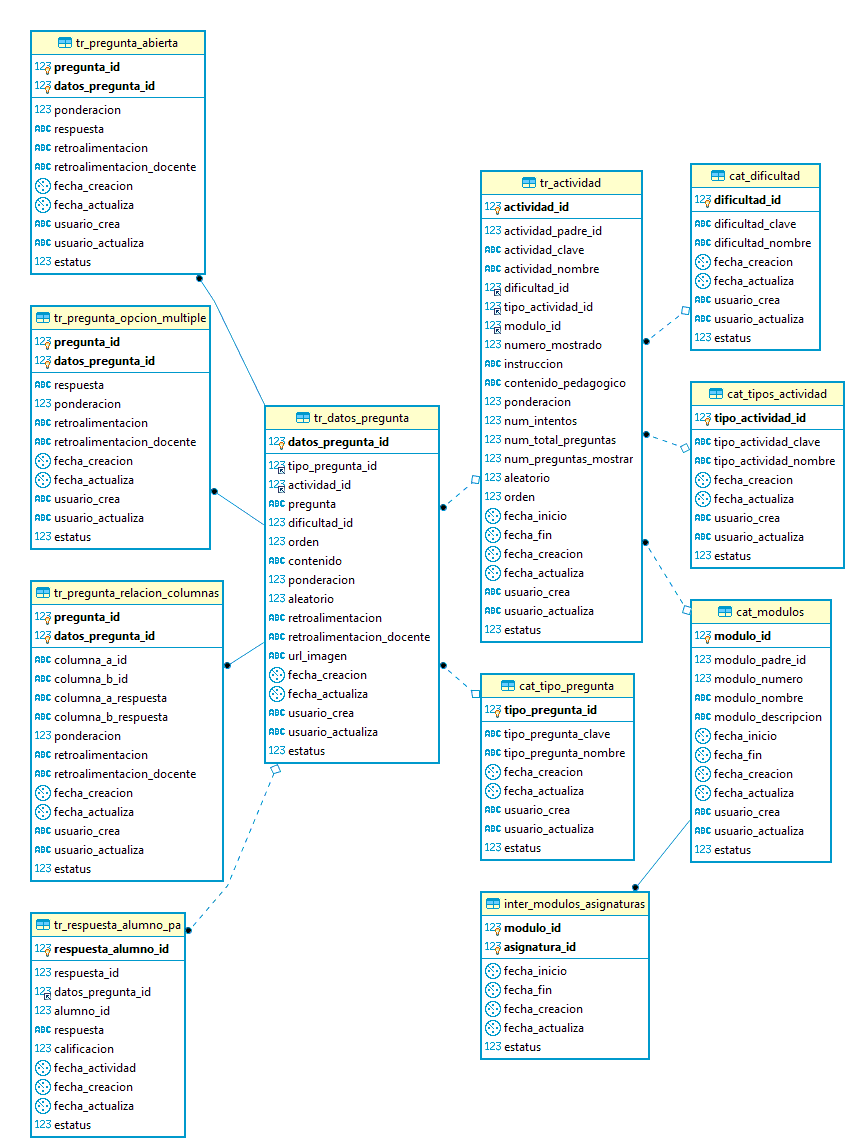 tr_pregunta_abierta
123 pregunta_id
123 datos_pregunta_id
123 ponderacion
ABC respuesta
ABC retroalimentacion
ABC retroalimentacion_docente
fecha_creacion
fecha_actualiza
ABC usuario_crea
ABC usuario_actualiza
123 estatus
tr_pregunta_opcion_multiple
123 pregunta_id
123 datos_pregunta_id
ABC respuesta
123 ponderacion
ABC retroalimentacion
ABC retroalimentacion_docente
fecha_creacion
fecha_actualiza
ABC usuario_crea
ABC usuario_actualiza
123 estatus
tr_pregunta_relacion_columnas
123 pregunta_id
123 datos_pregunta_id
ABC columna_a_id
ABC columna_b_id
ABC columna_a_respuesta
ABC columna_b_respuesta
123 ponderacion
ABC retroalimentacion
ABC retroalimentacion_docente
fecha_creacion
fecha_actualiza
ABC usuario_crea
ABC usuario_actualiza
123 estatus
tr_respuesta_alumno_pa
123 respuesta_alumno_id
123 respuesta_id
123 datos_pregunta_id
123 alumno_id
ABC respuesta
123 calificacion
fecha_actividad
fecha_creacion
fecha_actualiza
123 estatus
tr_datos_pregunta
123 datos_pregunta_id
123 tipo_pregunta_id
123 actividad_id
ABC pregunta
123 dificultad_id
123 orden
ABC contenido
123 ponderacion
123 aleatorio
ABC retroalimentacion
ABC retroalimentacion_docente
ABC url_imagen
fecha_creacion
fecha_actualiza
ABC usuario_crea
ABC usuario_actualiza
123 estatus
tr_actividad
123 actividad_id
123 actividad_padre_id
ABC actividad_clave
ABC actividad_nombre
123 dificultad_id
123 tipo_actividad_id
123 modulo_id
123 numero_mostrado
ABC instruccion
ABC contenido_pedagogico
123 ponderacion
123 num_intentos
123 num_total_preguntas
123 num_preguntas_mostrar
123 aleatorio
123 orden
fecha_inicio
fecha_fin
fecha_creacion
fecha_actualiza
ABC usuario_crea
ABC usuario_actualiza
123 estatus
cat_tipo_pregunta
123 tipo_pregunta_id
ABC tipo_pregunta_clave
ABC tipo_pregunta_nombre
fecha_creacion
fecha_actualiza
ABC usuario_crea
ABC usuario_actualiza
123 estatus
inter_modulos_asignaturas
123 modulo_id
123 asignatura_id
fecha_inicio
fecha_fin
fecha_creacion
fecha_actualiza
123 estatus
cat_dificultad
123 dificultad_id
ABC dificultad_clave
ABC dificultad_nombre
fecha_creacion
fecha_actualiza
ABC usuario_crea
ABC usuario_actualiza
123 estatus
cat_tipos_actividad
123 tipo_actividad_id
ABC tipo_actividad_clave
ABC tipo_actividad_nombre
fecha_creacion
fecha_actualiza
ABC usuario_crea
ABC usuario_actualiza
123 estatus
cat_modulos
123 modulo_id
123 modulo_padre_id
123 modulo_numero
ABC modulo_nombre
ABC modulo_descripcion
fecha_inicio
fecha_fin
fecha_creacion
fecha_actualiza
ABC usuario_crea
ABC usuario_actualiza
123 estatus